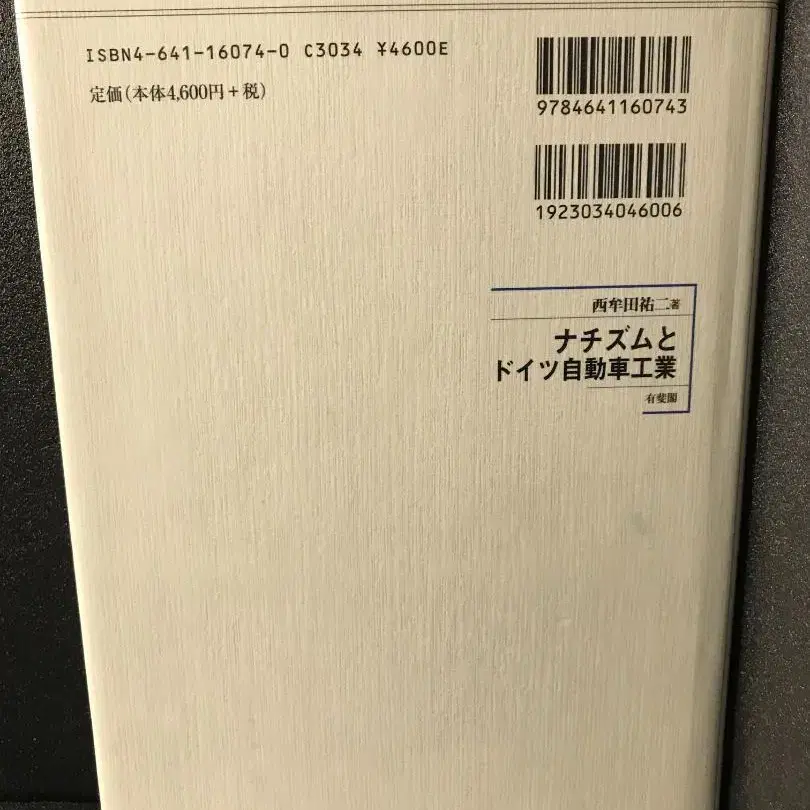 ISBN4-641-16074-0 C3034 ¥4600E
定価(本体4,600円+税)
9784641160743
1923034046006
西牟田祐二著
ナチズムと
ドイツ自動車工業
有斐閣